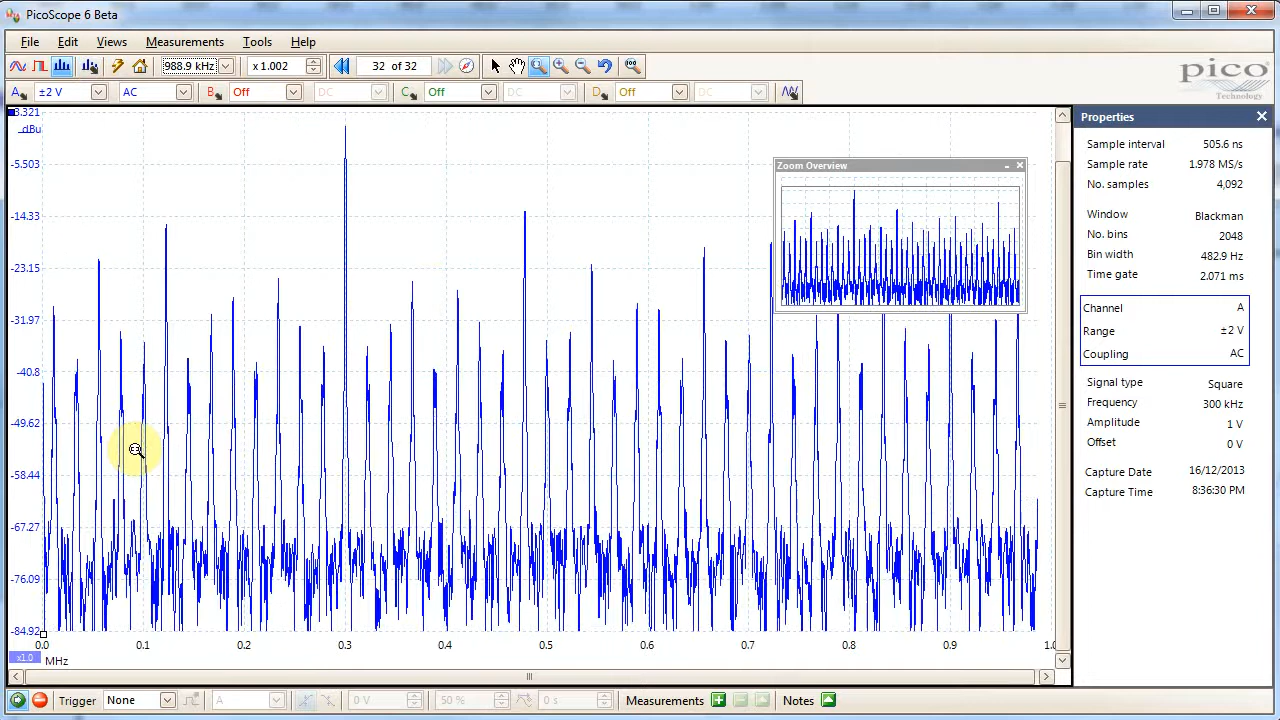 PicoScope 6 Beta
File Edit Views Measurements Tools Help
988.9 kHz x 1.002 32 of 32
pico
Technology
A ±2 V AC B Off DC C Off DC D Off DC
3.321
dBu
-5.503
-14.33
-23.15
-31.97
-40.8
-49.62
-58.44
-67.27
-76.09
-84.92
0.0 0.1 0.2 0.3 0.4 0.5 0.6 0.7 0.8 0.9 1.0
x1.0 MHz
Zoom Overview
Properties
Sample interval 505.6 ns
Sample rate 1.978 MS/s
No. samples 4,092
Window Blackman
No. bins 2048
Bin width 482.9 Hz
Time gate 2.071 ms
Channel A
Range ±2 V
Coupling AC
Signal type Square
Frequency 300 kHz
Amplitude 1 V
Offset 0 V
Capture Date 16/12/2013
Capture Time 8:36:30 PM
Trigger None A 0 V 50 % 0 s Measurements Notes